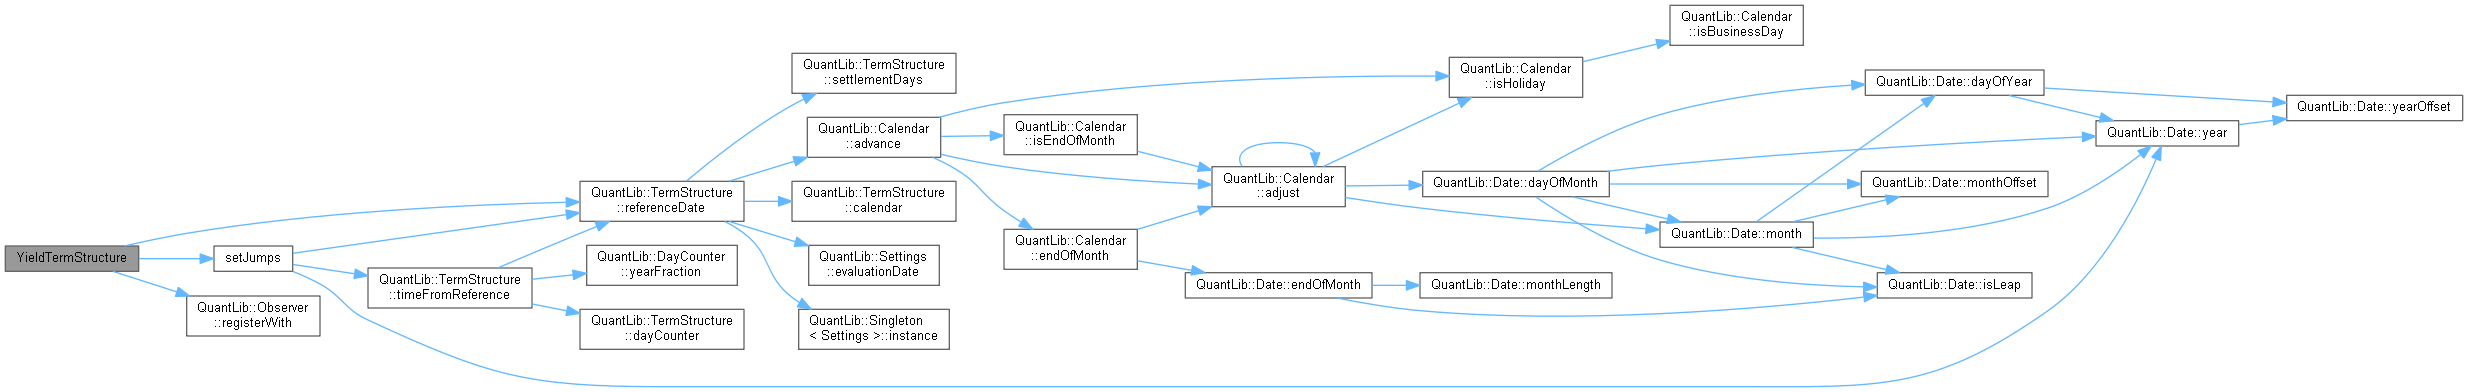 YieldTermStructure
setJumps
QuantLib::Observer
::registerWith
QuantLib::TermStructure
::timeFromReference
QuantLib::TermStructure
::referenceDate
QuantLib::DayCounter
::yearFraction
QuantLib::TermStructure
::dayCounter
QuantLib::TermStructure
::settlementDays
QuantLib::Calendar
::advance
QuantLib::TermStructure
::calendar
QuantLib::Settings
::evaluationDate
QuantLib::Singleton
< Settings >::instance
QuantLib::Calendar
::isEndOfMonth
QuantLib::Calendar
::endOfMonth
QuantLib::Calendar
::adjust
QuantLib::Date::endOfMonth
QuantLib::Calendar
::isHoliday
QuantLib::Calendar
::isBusinessDay
QuantLib::Date::dayOfMonth
QuantLib::Date::monthLength
QuantLib::Date::month
QuantLib::Date::dayOfYear
QuantLib::Date::monthOffset
QuantLib::Date::isLeap
QuantLib::Date::year
QuantLib::Date::yearOffset